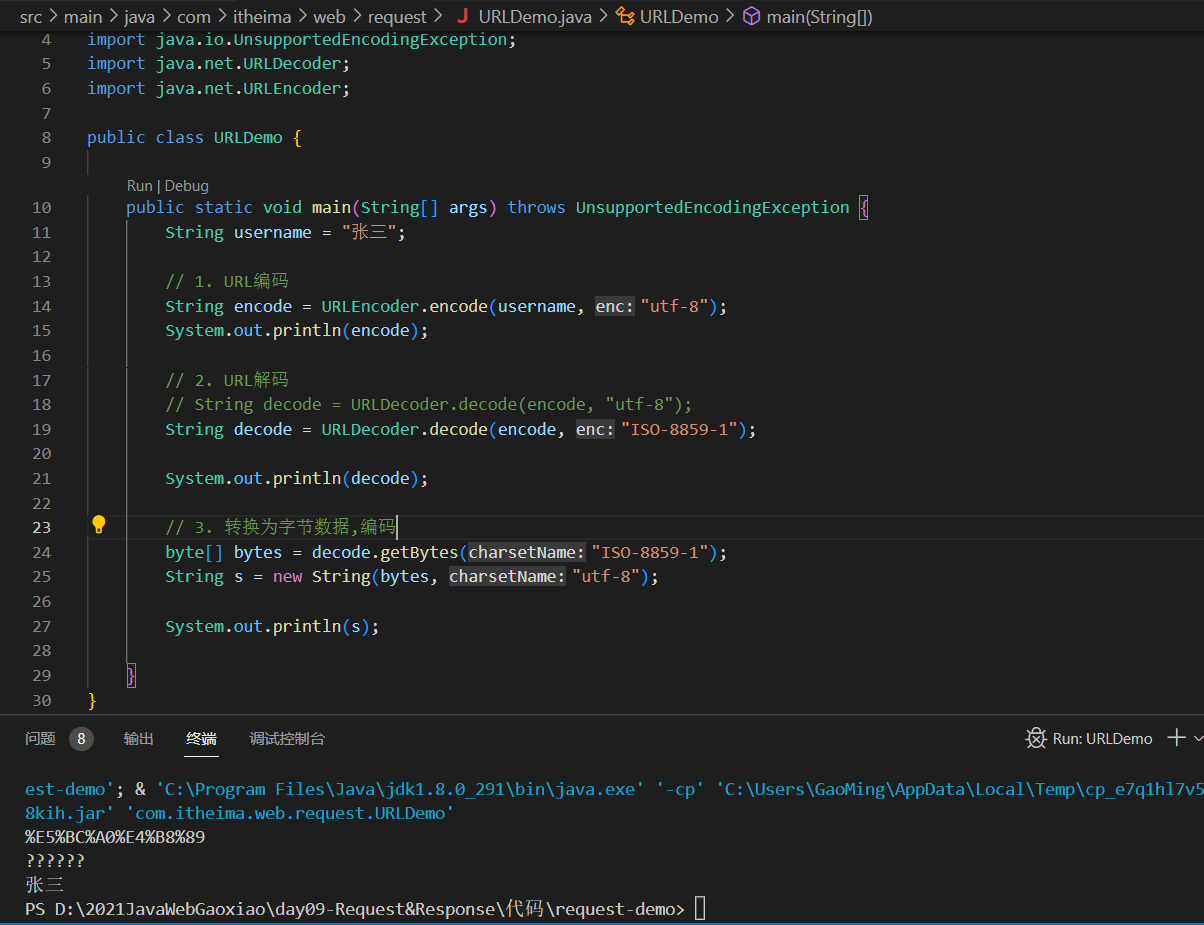 src > main > java > com > itheima > web > request > J URLDemo.java > URLDemo > main(String[])
4 import java.io.UnsupportedEncodingException;
5 import java.net.URLDecoder;
6 import java.net.URLEncoder;
7
8 public class URLDemo {
9
Run | Debug
10 public static void main(String[] args) throws UnsupportedEncodingException {
11 String username = "张三";
12
13 // 1. URL编码
14 String encode = URLEncoder.encode(username, enc: "utf-8");
15 System.out.println(encode);
16
17 // 2. URL解码
18 // String decode = URLDecoder.decode(encode, "utf-8");
19 String decode = URLDecoder.decode(encode, enc: "ISO-8859-1");
20
21 System.out.println(decode);
22
23 // 3. 转换为字节数据,编码
24 byte[] bytes = decode.getBytes(charsetName: "ISO-8859-1");
25 String s = new String(bytes, charsetName: "utf-8");
26
27 System.out.println(s);
28
29 }
30 }
问题 8 输出 终端 调试控制台 Run: URLDemo
est-demo'; & 'C:\Program Files\Java\jdk1.8.0_291\bin\java.exe' '-cp' 'C:\Users\GaoMing\AppData\Local\Temp\cp_e7q1hl7v5
8kih.jar' 'com.itheima.web.request.URLDemo'
%E5%BC%A0%E4%B8%89
??????
张三
PS D:\2021JavaWebGaoxiao\day09-Request&Response\代码\request-demo>